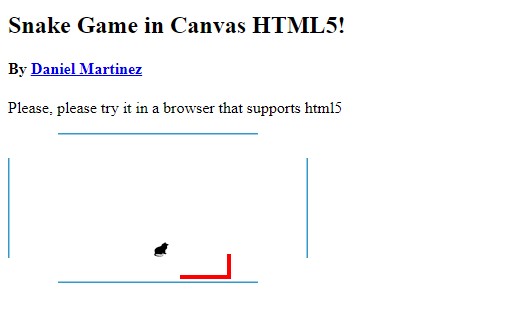 Snake Game in Canvas HTML5!
By Daniel Martinez
Please, please try it in a browser that supports html5